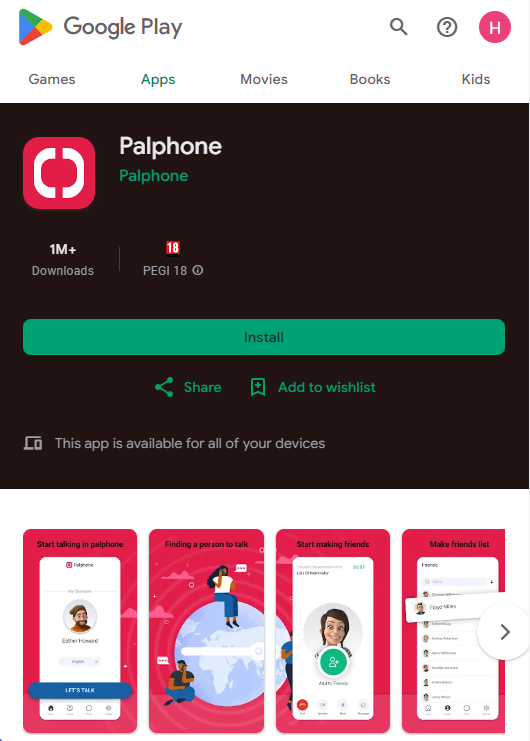 Google Play
H
Games Apps Movies Books Kids
Palphone
Palphone
1M+
Downloads
18
PEGI 18
Install
Share
Add to wishlist
This app is available for all of your devices
Start talking in palphone
Palphone
My Character
Esther Howard
English
LET'S TALK
Finding a person to talk
Start making friends
00:01
Add to Friends
Make friends list
Friends
Floyd Miles